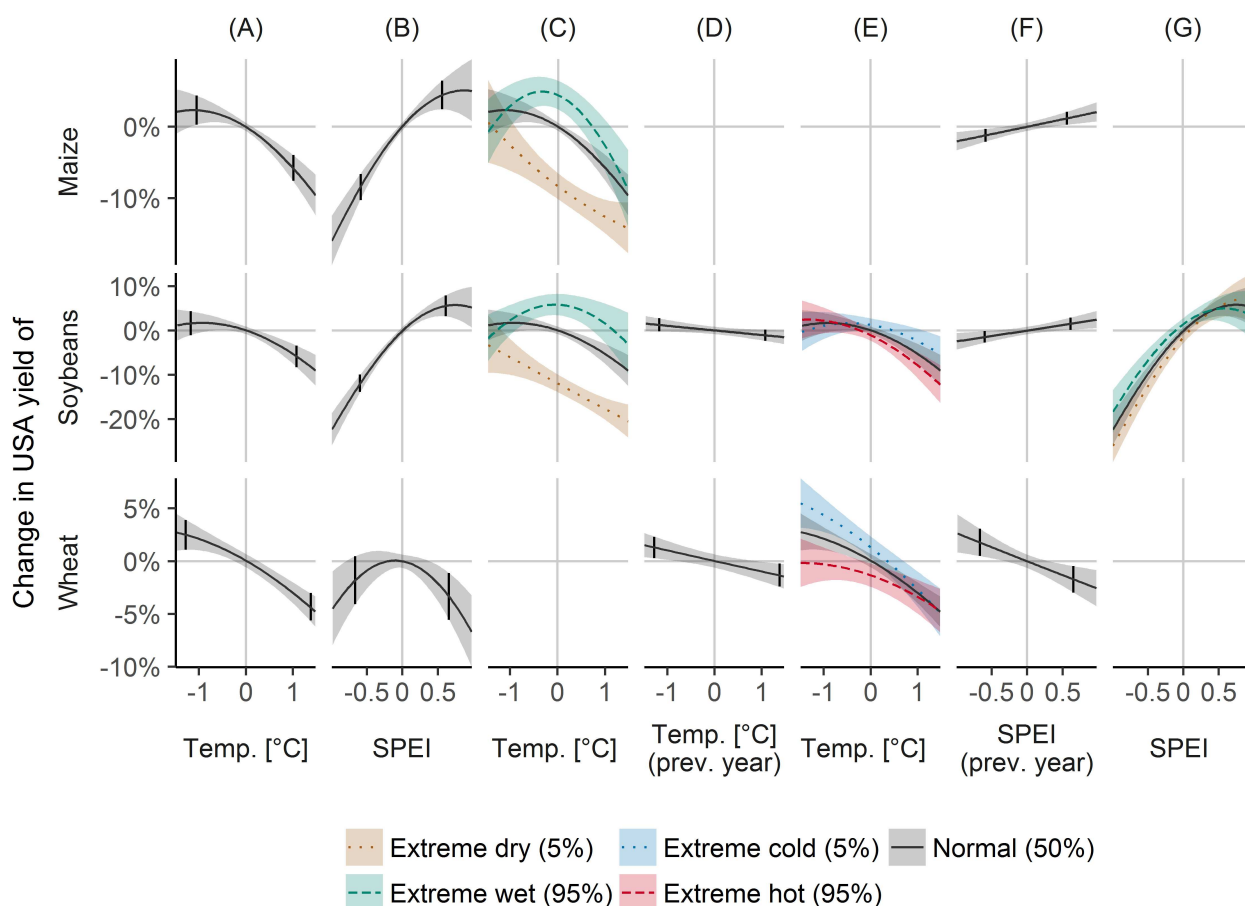 (A) (B) (C) (D) (E) (F) (G)
Change in USA yield of
Maize
0%
-10%
Soybeans
10%
0%
-10%
-20%
Wheat
5%
0%
-5%
-10%
-1 0 1 -0.5 0 0.5 -1 0 1 -1 0 1 -1 0 1 -0.5 0 0.5 -0.5 0 0.5
Temp. [°C] SPEI Temp. [°C] Temp. [°C] Temp. [°C] SPEI SPEI
(prev. year) (prev. year)
Extreme dry (5%) Extreme cold (5%) Normal (50%)
Extreme wet (95%) Extreme hot (95%)